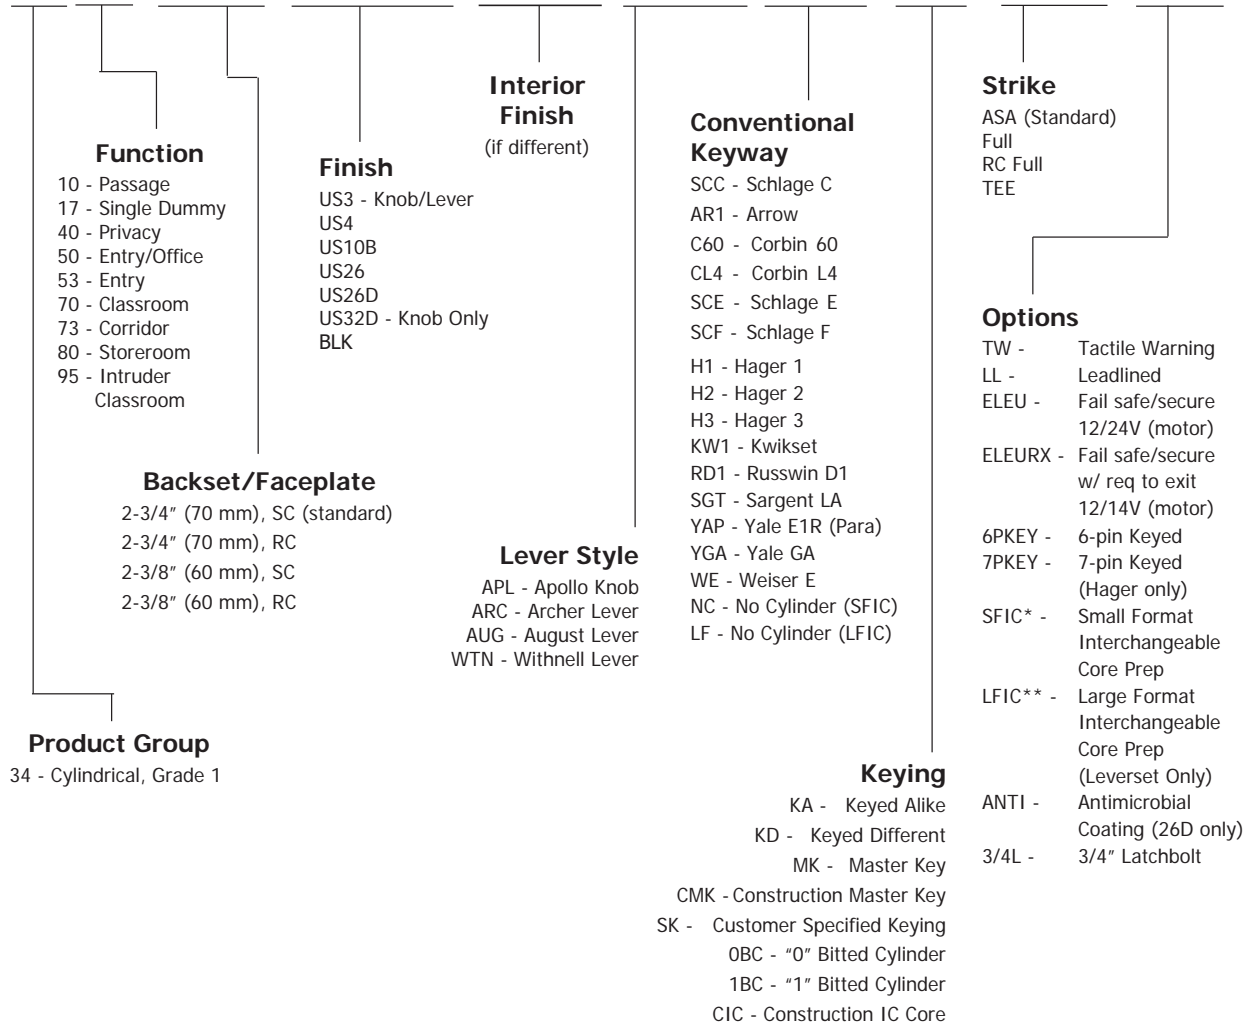 Function
10 - Passage
17 - Single Dummy
40 - Privacy
50 - Entry/Office
53 - Entry
70 - Classroom
73 - Corridor
80 - Storeroom
95 - Intruder
Classroom
Backset/Faceplate
2-3/4" (70 mm), SC (standard)
2-3/4" (70 mm), RC
2-3/8" (60 mm), SC
2-3/8" (60 mm), RC
Product Group
34 - Cylindrical, Grade 1
Finish
US3 - Knob/Lever
US4
US10B
US26
US26D
US32D - Knob Only
BLK
Interior
Finish
(if different)
Lever Style
APL - Apollo Knob
ARC - Archer Lever
AUG - August Lever
WTN - Withnell Lever
Conventional
Keyway
SCC - Schlage C
AR1 - Arrow
C60 - Corbin 60
CL4 - Corbin L4
SCE - Schlage E
SCF - Schlage F
H1 - Hager 1
H2 - Hager 2
H3 - Hager 3
KW1 - Kwikset
RD1 - Russwin D1
SGT - Sargent LA
YAP - Yale E1R (Para)
YGA - Yale GA
WE - Weiser E
NC - No Cylinder (SFIC)
LF - No Cylinder (LFIC)
Keying
KA - Keyed Alike
KD - Keyed Different
MK - Master Key
CMK - Construction Master Key
SK - Customer Specified Keying
0BC - "0" Bitted Cylinder
1BC - "1" Bitted Cylinder
CIC - Construction IC Core
Strike
ASA (Standard)
Full
RC Full
TEE
Options
TW - Tactile Warning
LL - Leadlined
ELEU - Fail safe/secure
12/24V (motor)
ELEURX - Fail safe/secure
w/ req to exit
12/14V (motor)
6PKEY - 6-pin Keyed
7PKEY - 7-pin Keyed
(Hager only)
SFIC* - Small Format
Interchangeable
Core Prep
LFIC** - Large Format
Interchangeable
Core Prep
(Leverset Only)
ANTI - Antimicrobial
Coating (26D only)
3/4L - 3/4" Latchbolt